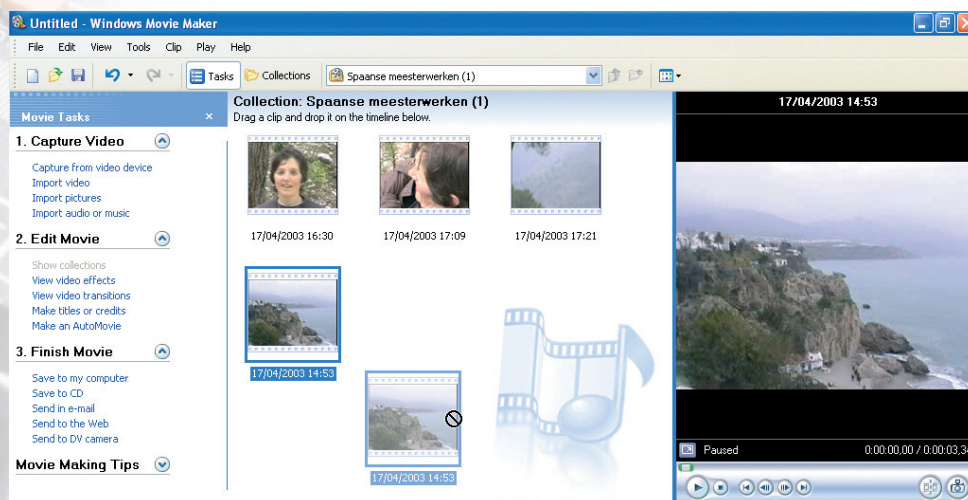 Untitled - Windows Movie Maker
File Edit View Tools Clip Play Help
Tasks Collections Spaanse meesterwerken (1)
Movie Tasks
1. Capture Video
Capture from video device
Import video
Import pictures
Import audio or music
2. Edit Movie
Show collections
View video effects
View video transitions
Make titles or credits
Make an AutoMovie
3. Finish Movie
Save to my computer
Save to CD
Send in e-mail
Send to the Web
Send to DV camera
Movie Making Tips
Collection: Spaanse meesterwerken (1)
Drag a clip and drop it on the timeline below.
17/04/2003 16:30 17/04/2003 17:09 17/04/2003 17:21
17/04/2003 14:53
17/04/2003 14:53
17/04/2003 14:53
Paused 0:00:00,00 / 0:00:03,34